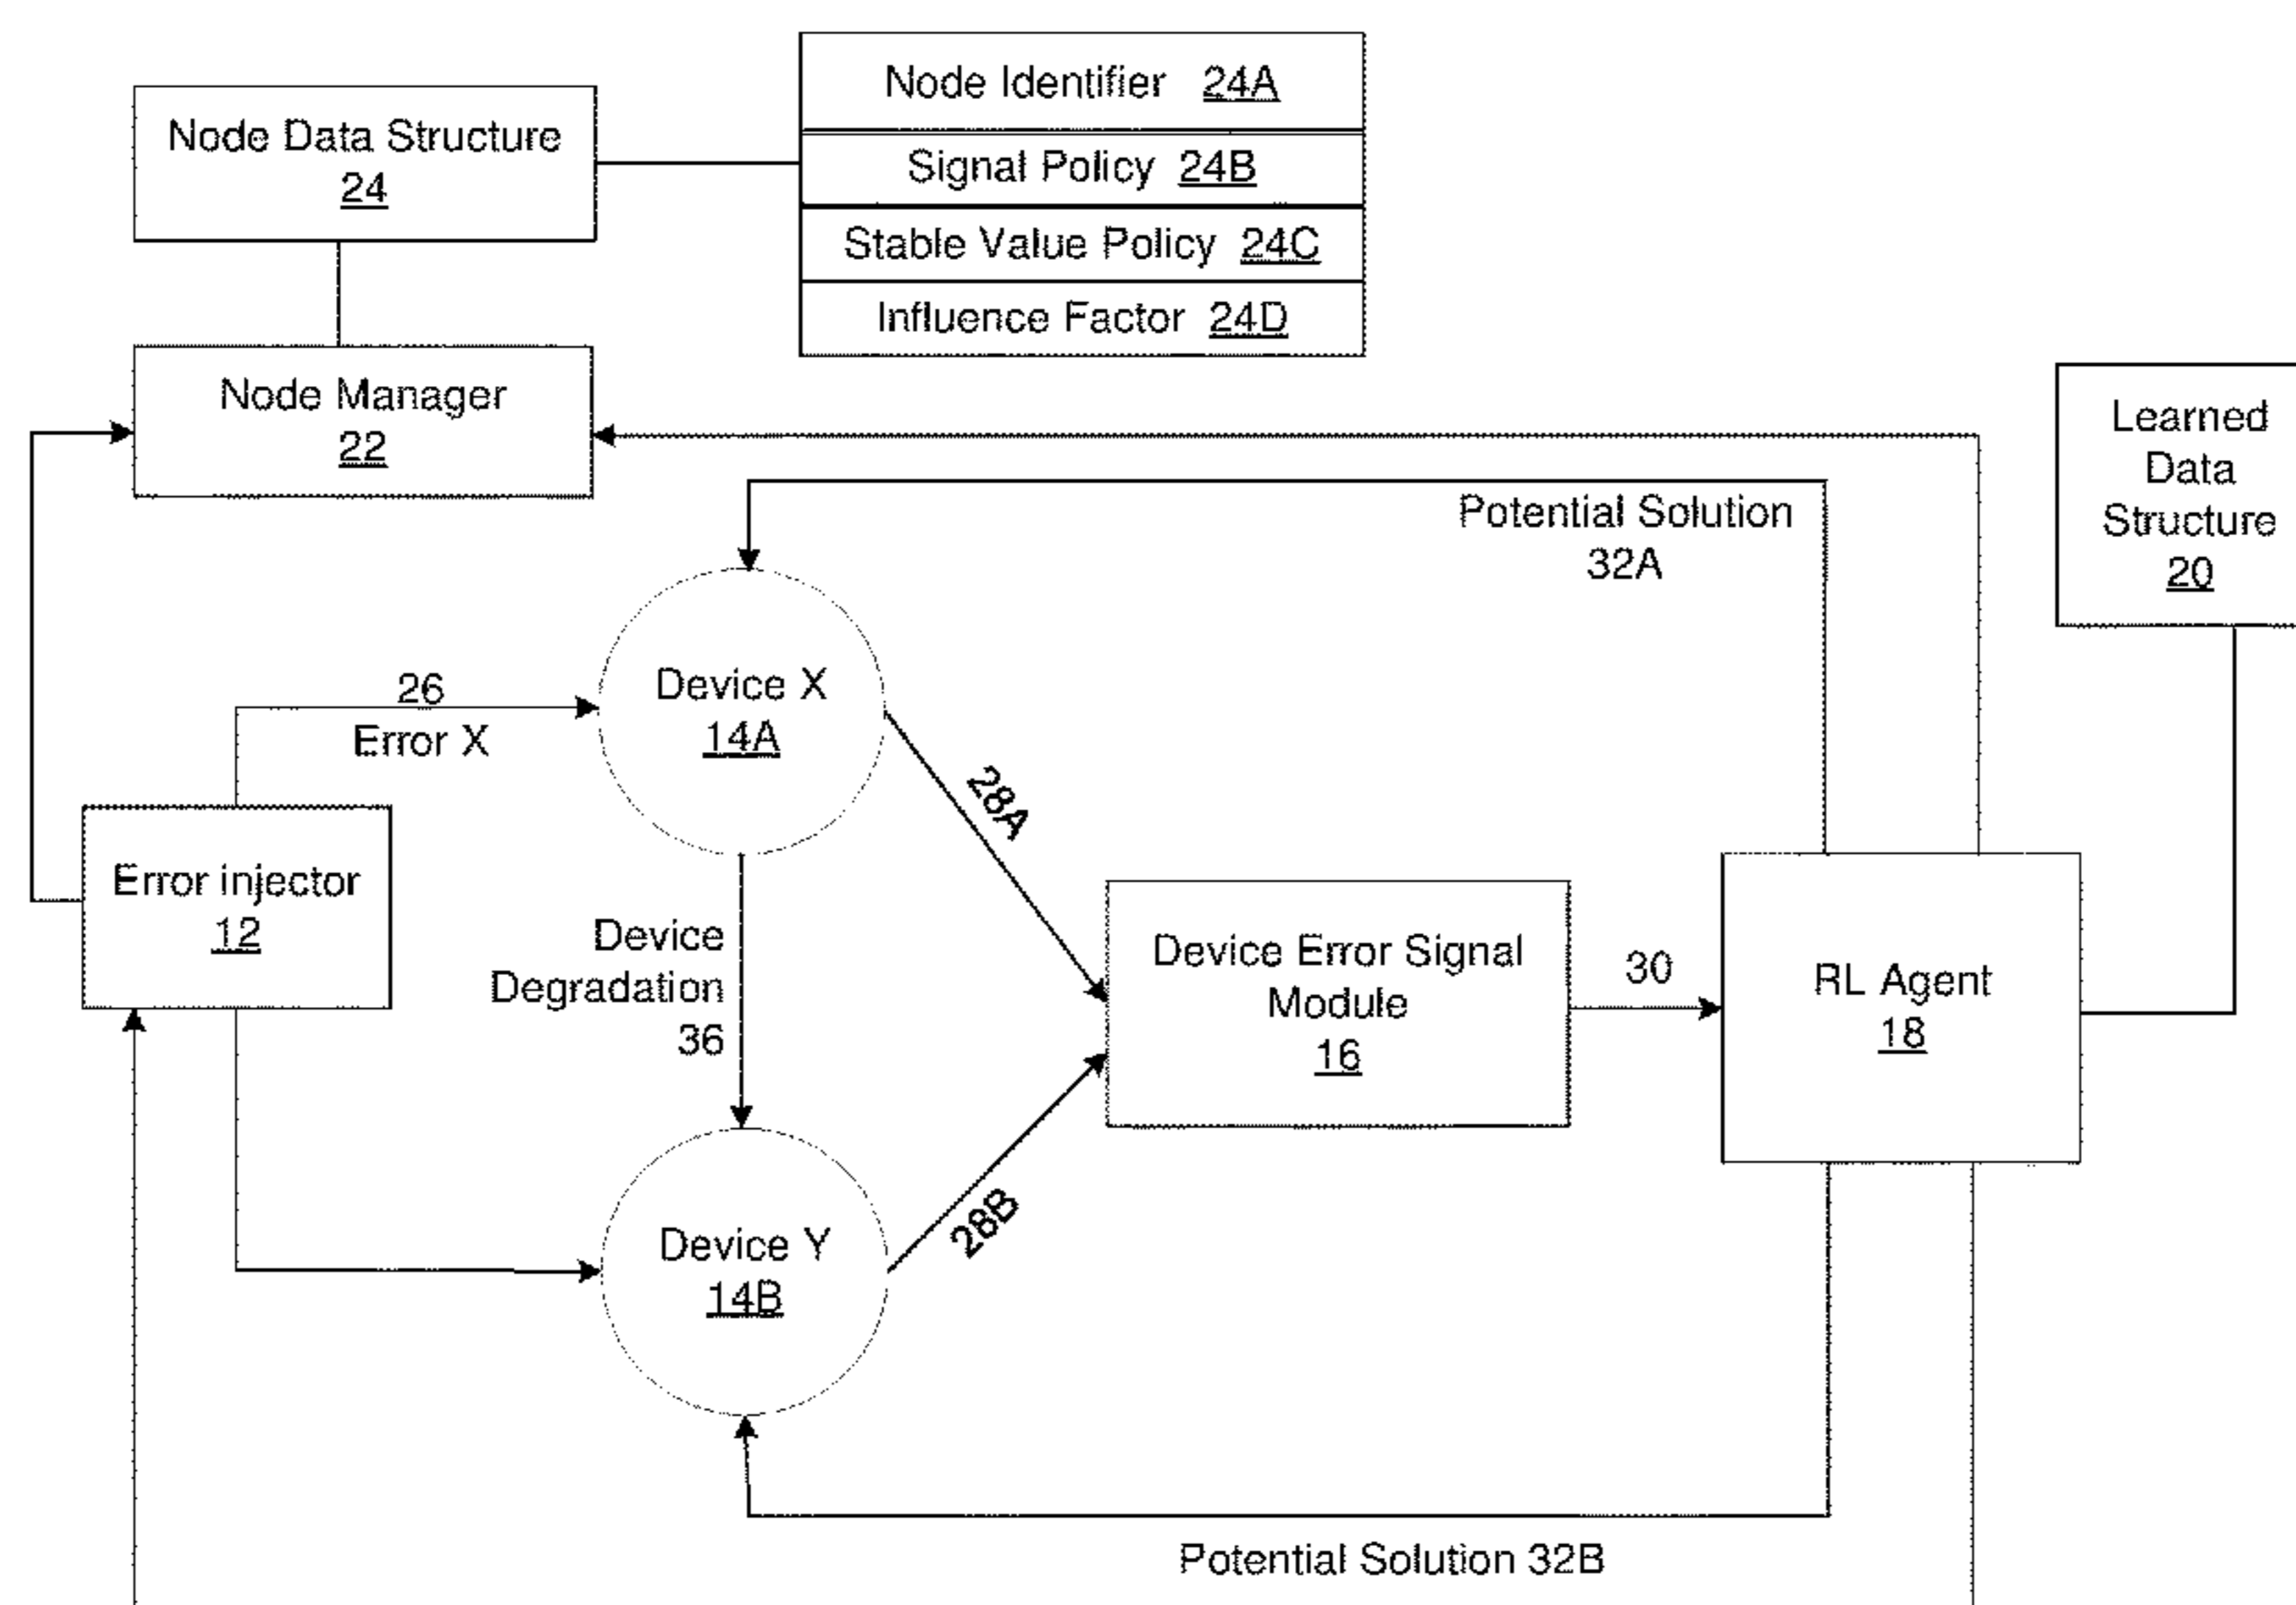 Node Identifier 24A
Signal Policy 24B
Stable Value Policy 24C
Influence Factor 24D
Node Data Structure
24
Node Manager
22
Learned
Data
Structure
20
Potential Solution
32A
26
Error X
Device X
14A
28A
Error injector
12
Device
Degradation
36
Device Error Signal
Module
16
30
RL Agent
18
28B
Device Y
14B
Potential Solution 32B